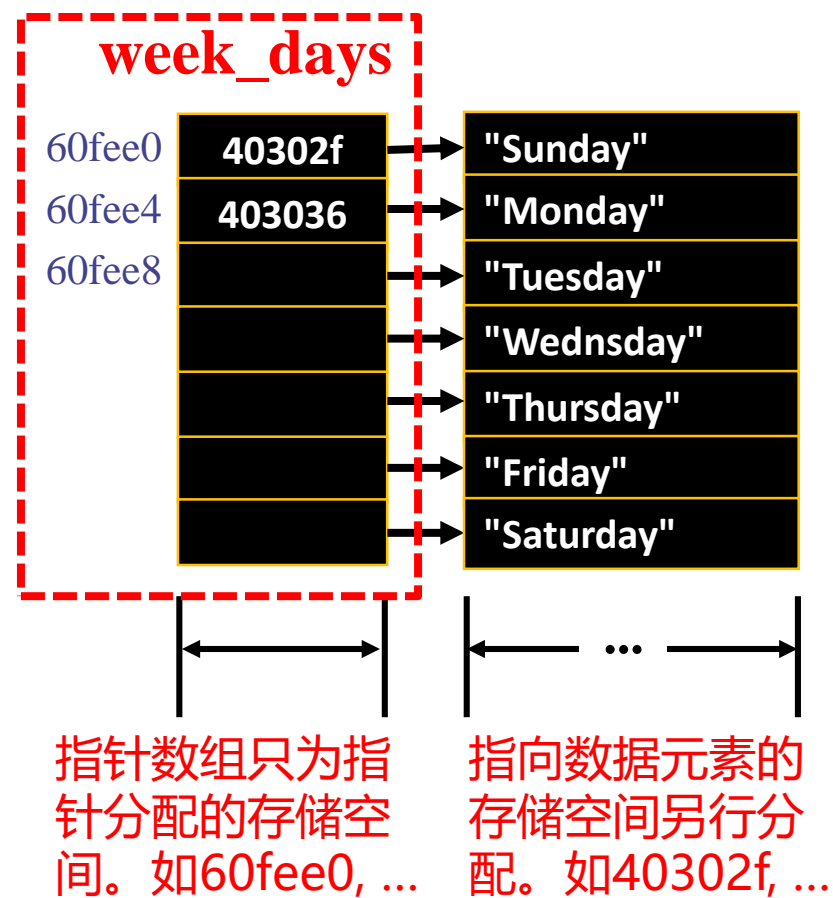 week_days
60fee0 40302f "Sunday"
60fee4 403036 "Monday"
60fee8 "Tuesday"
"Wednsday"
"Thursday"
"Friday"
"Saturday"
...
指针数组只为指
针分配的存储空
间。如60fee0, ...
指向数据元素的
存储空间另行分
配。如40302f, ...